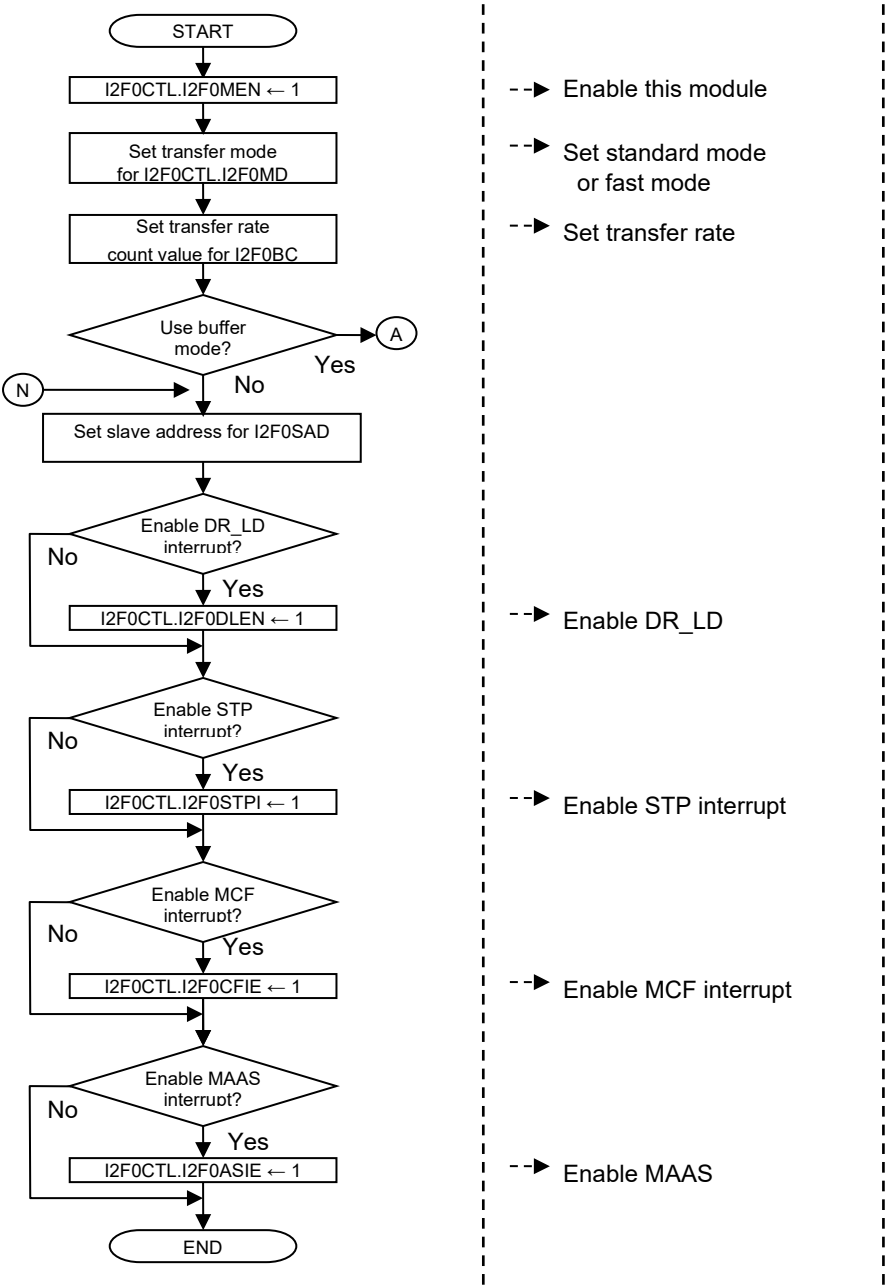 START
I2F0CTL.I2F0MEN ← 1
Enable this module
Set transfer mode
for I2F0CTL.I2F0MD
Set standard mode
or fast mode
Set transfer rate
count value for I2F0BC
Set transfer rate
Use buffer
mode?
A
Yes
No
N
Set slave address for I2F0SAD
Enable DR_LD
interrupt?
No
Yes
I2F0CTL.I2F0DLEN ← 1
Enable DR_LD
Enable STP
interrupt?
No
Yes
I2F0CTL.I2F0STPI ← 1
Enable STP interrupt
Enable MCF
interrupt?
No
Yes
I2F0CTL.I2F0CFIE ← 1
Enable MCF interrupt
Enable MAAS
interrupt?
No
Yes
I2F0CTL.I2F0ASIE ← 1
Enable MAAS
END